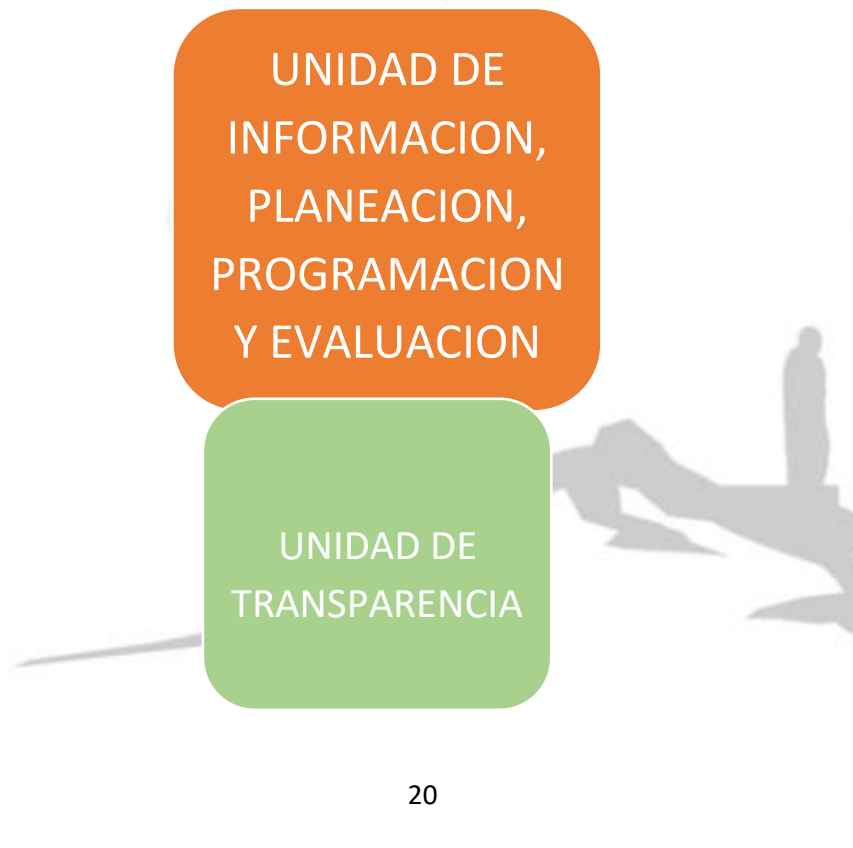 UNIDAD DE
INFORMACION,
PLANEACION,
PROGRAMACION
Y EVALUACION
UNIDAD DE
TRANSPARENCIA
20